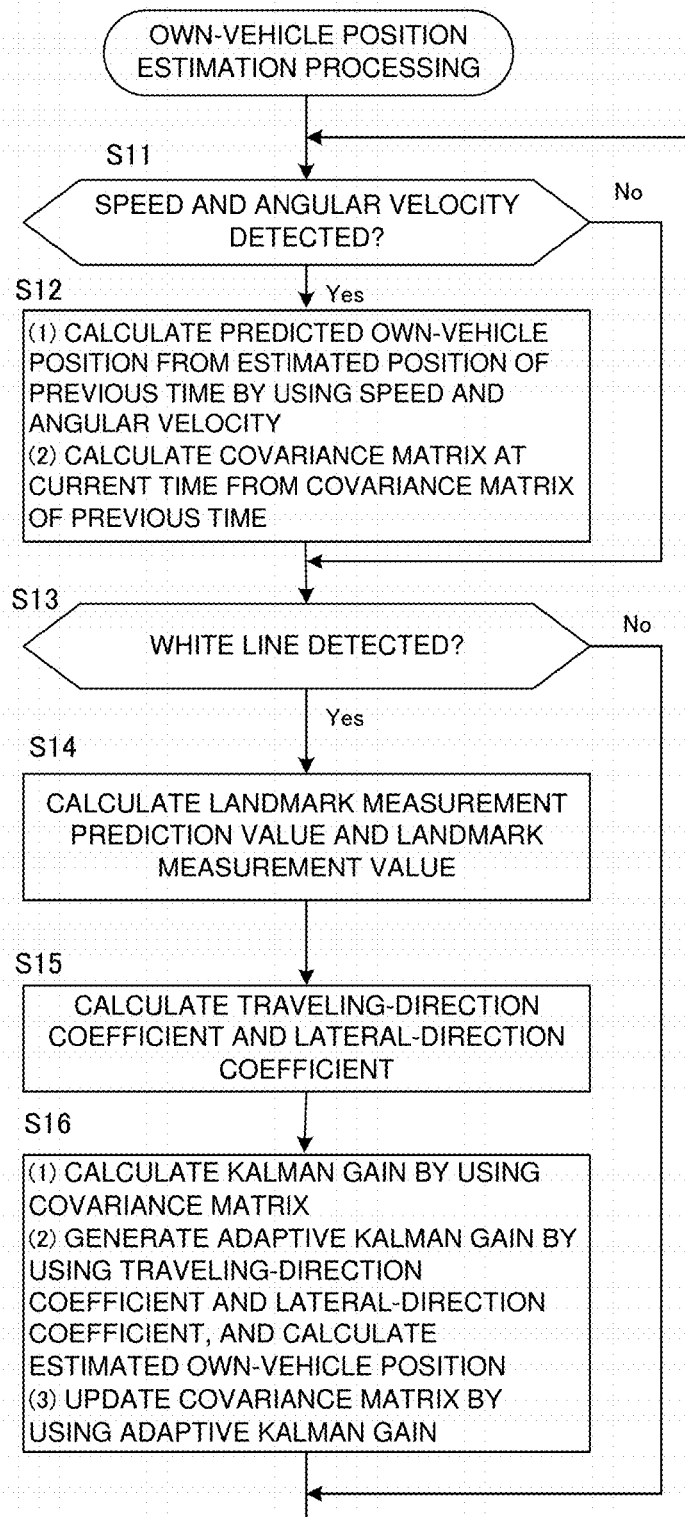 OWN-VEHICLE POSITION
ESTIMATION PROCESSING
S11
SPEED AND ANGULAR VELOCITY
DETECTED?
No
S12
Yes
(1) CALCULATE PREDICTED OWN-VEHICLE
POSITION FROM ESTIMATED POSITION OF
PREVIOUS TIME BY USING SPEED AND
ANGULAR VELOCITY
(2) CALCULATE COVARIANCE MATRIX AT
CURRENT TIME FROM COVARIANCE MATRIX
OF PREVIOUS TIME
S13
WHITE LINE DETECTED?
No
Yes
S14
CALCULATE LANDMARK MEASUREMENT
PREDICTION VALUE AND LANDMARK
MEASUREMENT VALUE
S15
CALCULATE TRAVELING-DIRECTION
COEFFICIENT AND LATERAL-DIRECTION
COEFFICIENT
S16
(1) CALCULATE KALMAN GAIN BY USING
COVARIANCE MATRIX
(2) GENERATE ADAPTIVE KALMAN GAIN BY
USING TRAVELING-DIRECTION
COEFFICIENT AND LATERAL-DIRECTION
COEFFICIENT, AND CALCULATE
ESTIMATED OWN-VEHICLE POSITION
(3) UPDATE COVARIANCE MATRIX BY
USING ADAPTIVE KALMAN GAIN